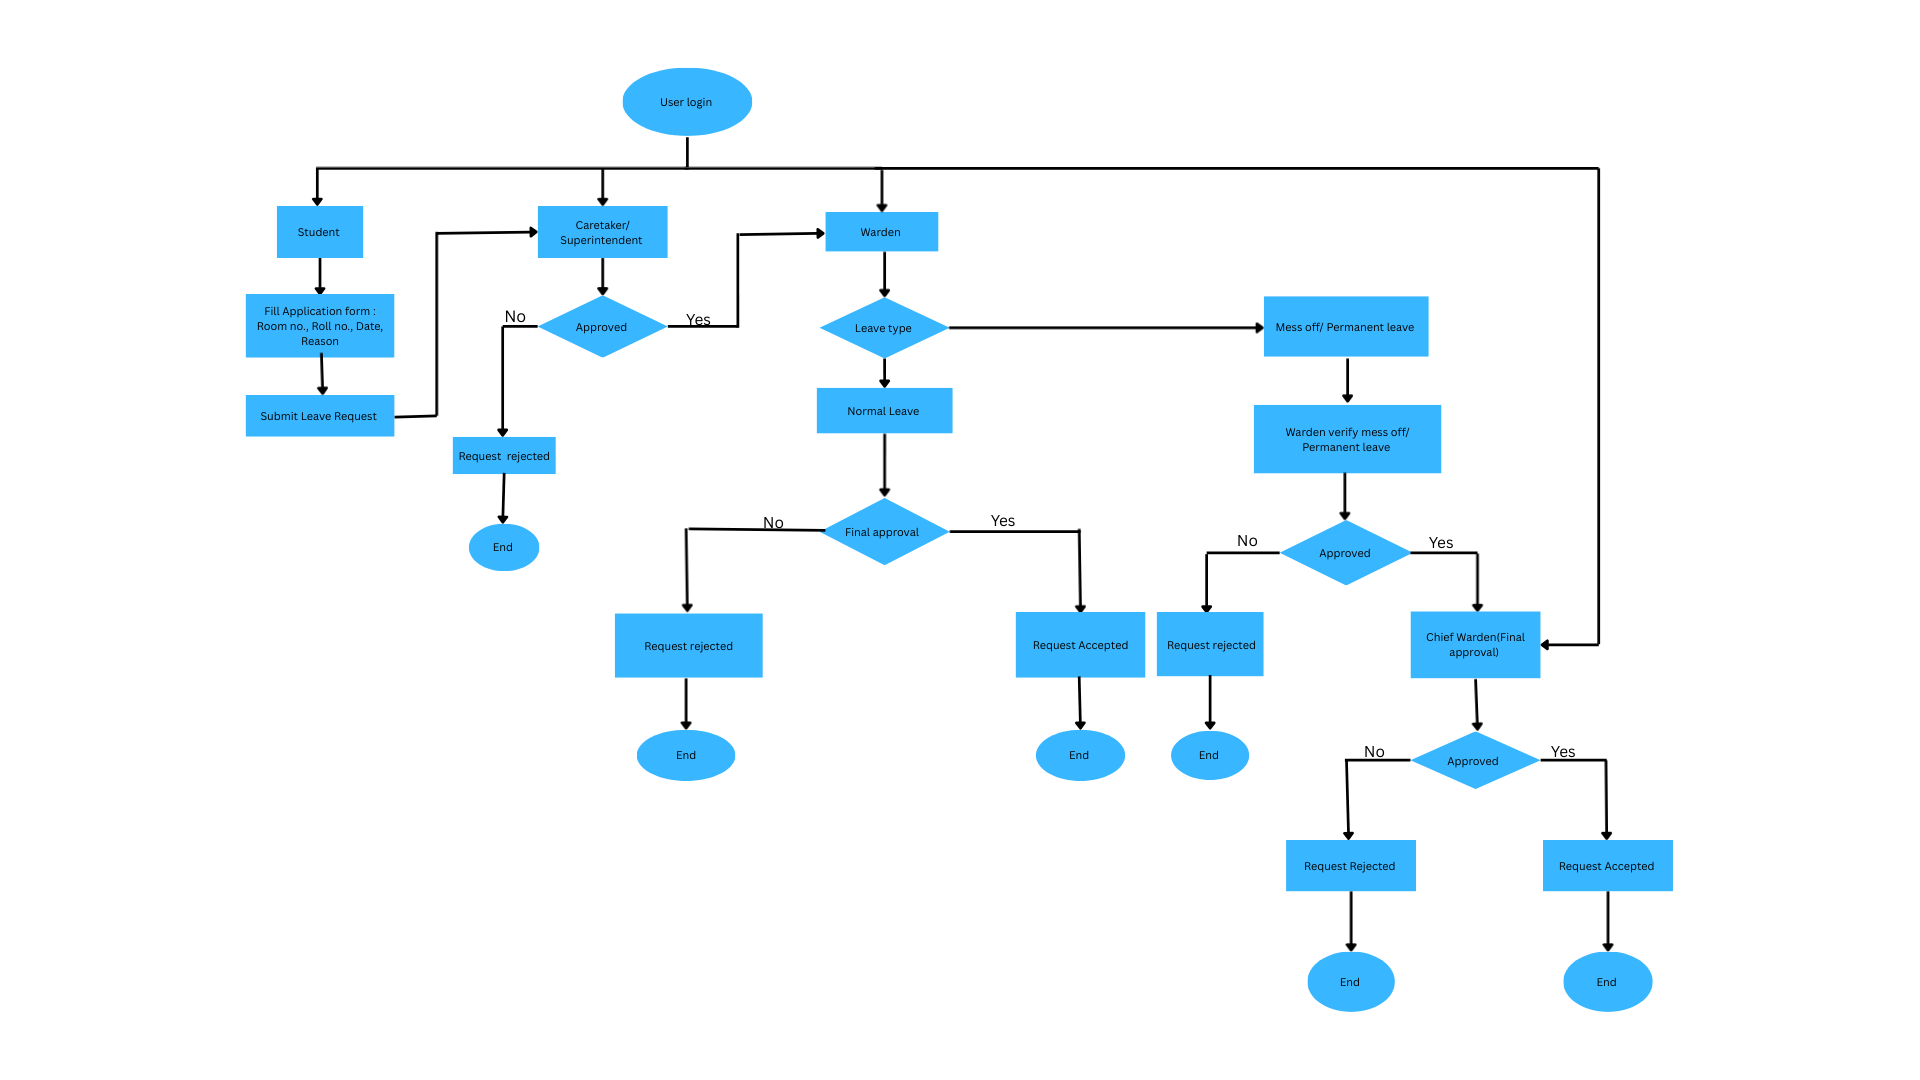 User login
Student
Caretaker/
Superintendent
Warden
Fill Application form :
Room no., Roll no., Date,
Reason
No
Approved
Yes
Leave type
Mess off/ Permanent leave
Submit Leave Request
Normal Leave
Warden verify mess off/
Permanent leave
Request  rejected
End
No
Final approval
Yes
No
Approved
Yes
Request rejected
Request Accepted
Request rejected
Chief Warden(Final
approval)
End
End
End
No
Approved
Yes
Request Rejected
Request Accepted
End
End